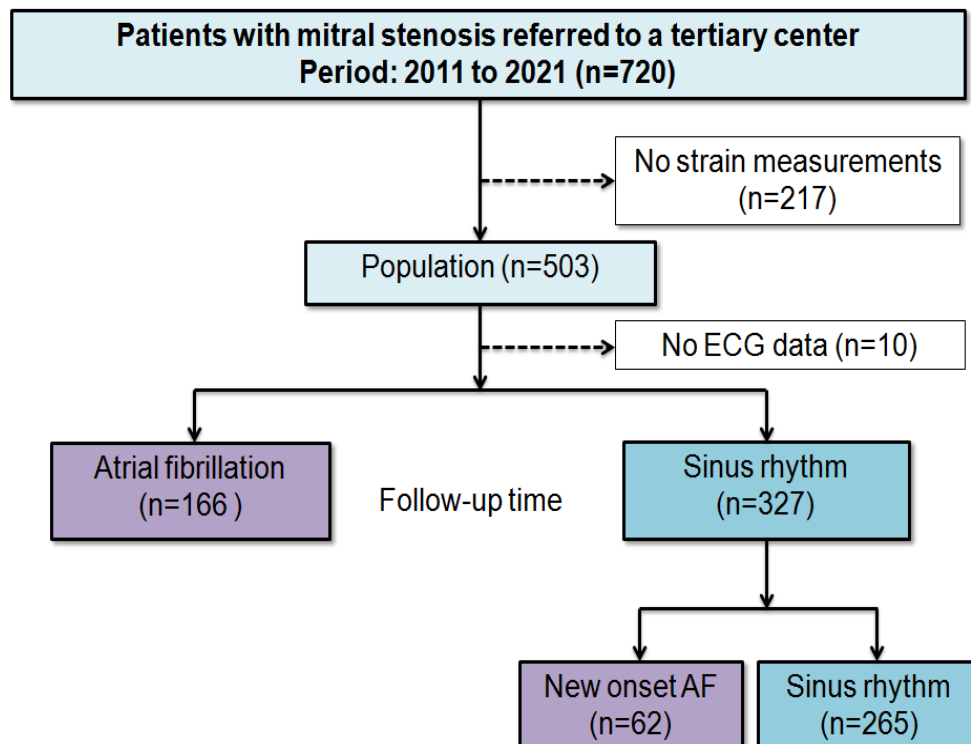 Patients with mitral stenosis referred to a tertiary center
Period: 2011 to 2021 (n=720)
No strain measurements
(n=217)
Population (n=503)
No ECG data (n=10)
Atrial fibrillation
(n=166 )
Follow-up time
Sinus rhythm
(n=327)
New onset AF
(n=62)
Sinus rhythm
(n=265)